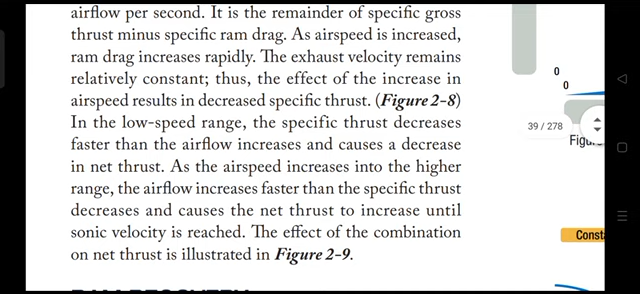 airflow per second. It is the remainder of specific gross
thrust minus specific ram drag. As airspeed is increased,
ram drag increases rapidly. The exhaust velocity remains
relatively constant; thus, the effect of the increase in
airspeed results in decreased specific thrust. (Figure 2-8)
In the low-speed range, the specific thrust decreases
faster than the airflow increases and causes a decrease
in net thrust. As the airspeed increases into the higher
range, the airflow increases faster than the specific thrust
decreases and causes the net thrust to increase until
sonic velocity is reached. The effect of the combination
on net thrust is illustrated in Figure 2-9.
0
0
39 / 278